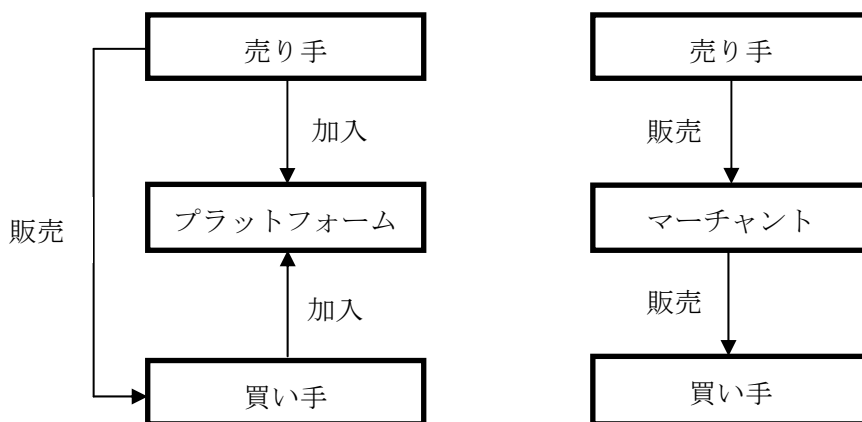 売り手
加入
プラットフォーム
販売
加入
買い手
売り手
販売
マーチャント
販売
買い手